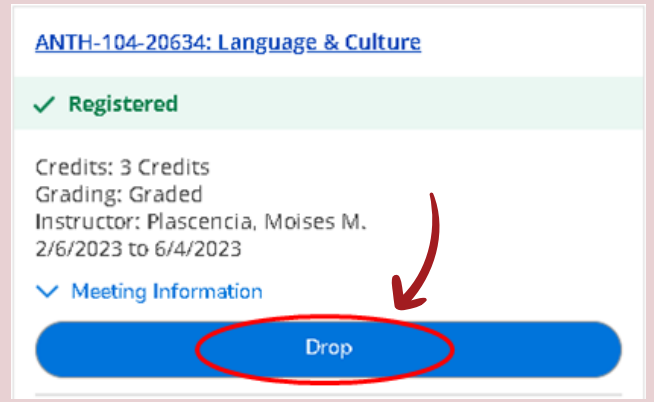 ANTH-104-20634: Language & Culture
Registered
Credits: 3 Credits
Grading: Graded
Instructor: Plascencia, Moises M.
2/6/2023 to 6/4/2023
Meeting Information
Drop